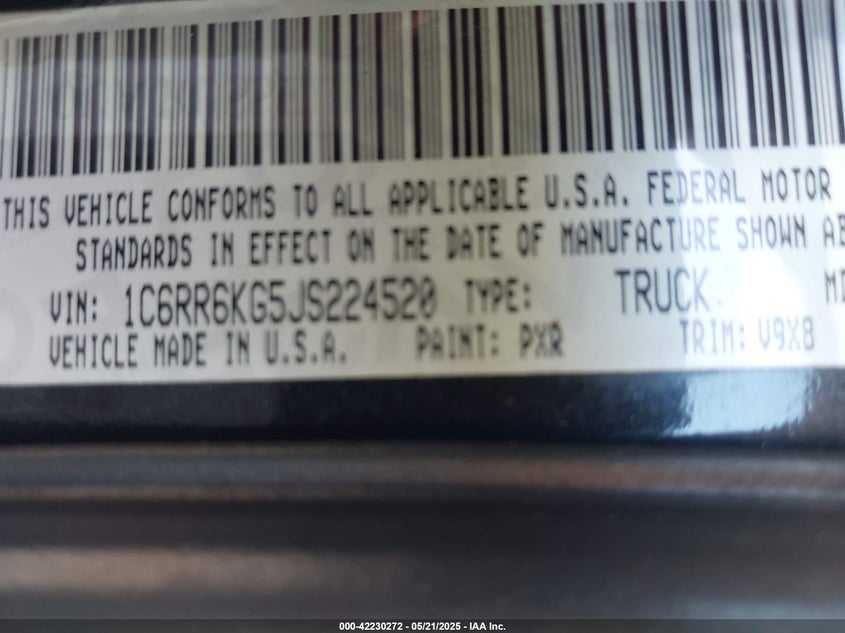 THIS VEHICLE CONFORMS TO ALL APPLICABLE U.S.A. FEDERAL MOTOR
STANDARDS IN EFFECT ON THE DATE OF MANUFACTURE SHOWN AB
VIN: 1C6RR6KG5JS224520 TYPE: TRUCK
VEHICLE MADE IN U.S.A. PAINT: PXR TRIM: V9X8
000-42230272 - 05/21/2025 - IAA Inc.